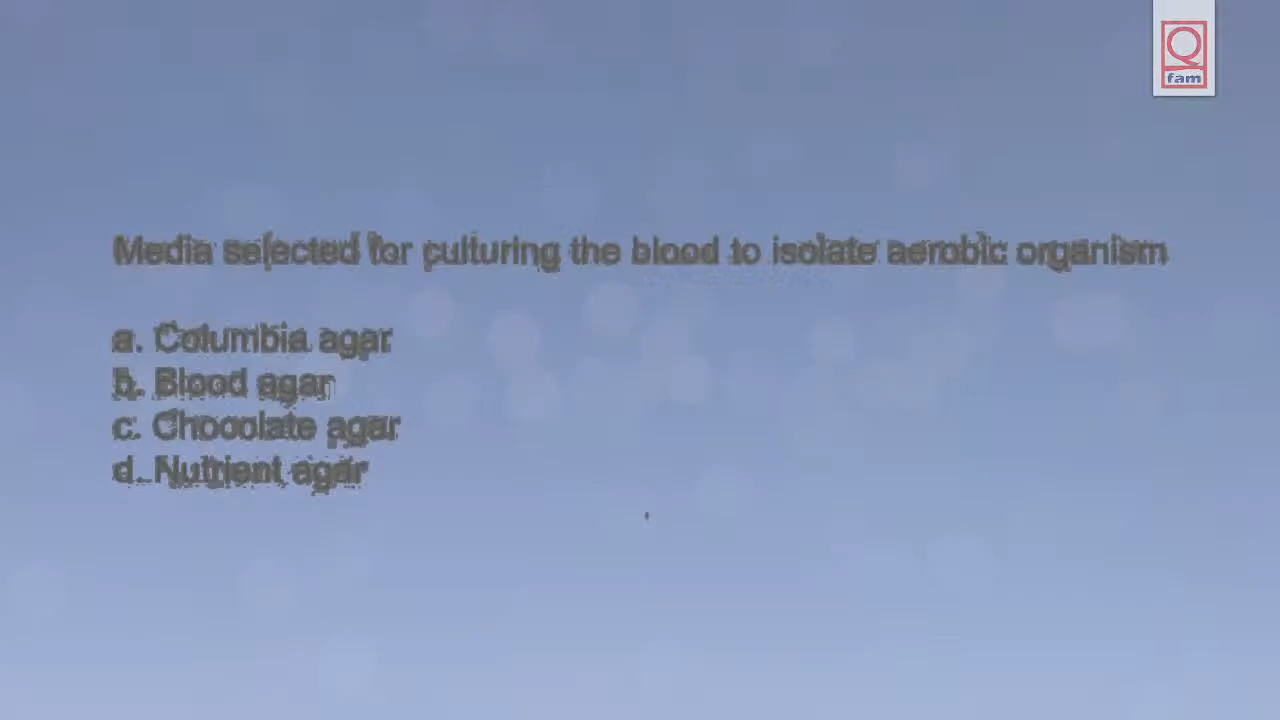 Q
fam
Media selected for culturing the blood to isolate aerobic organism
a. Columbia agar
b. Blood agar
c. Chocolate agar
d. Nutrient agar